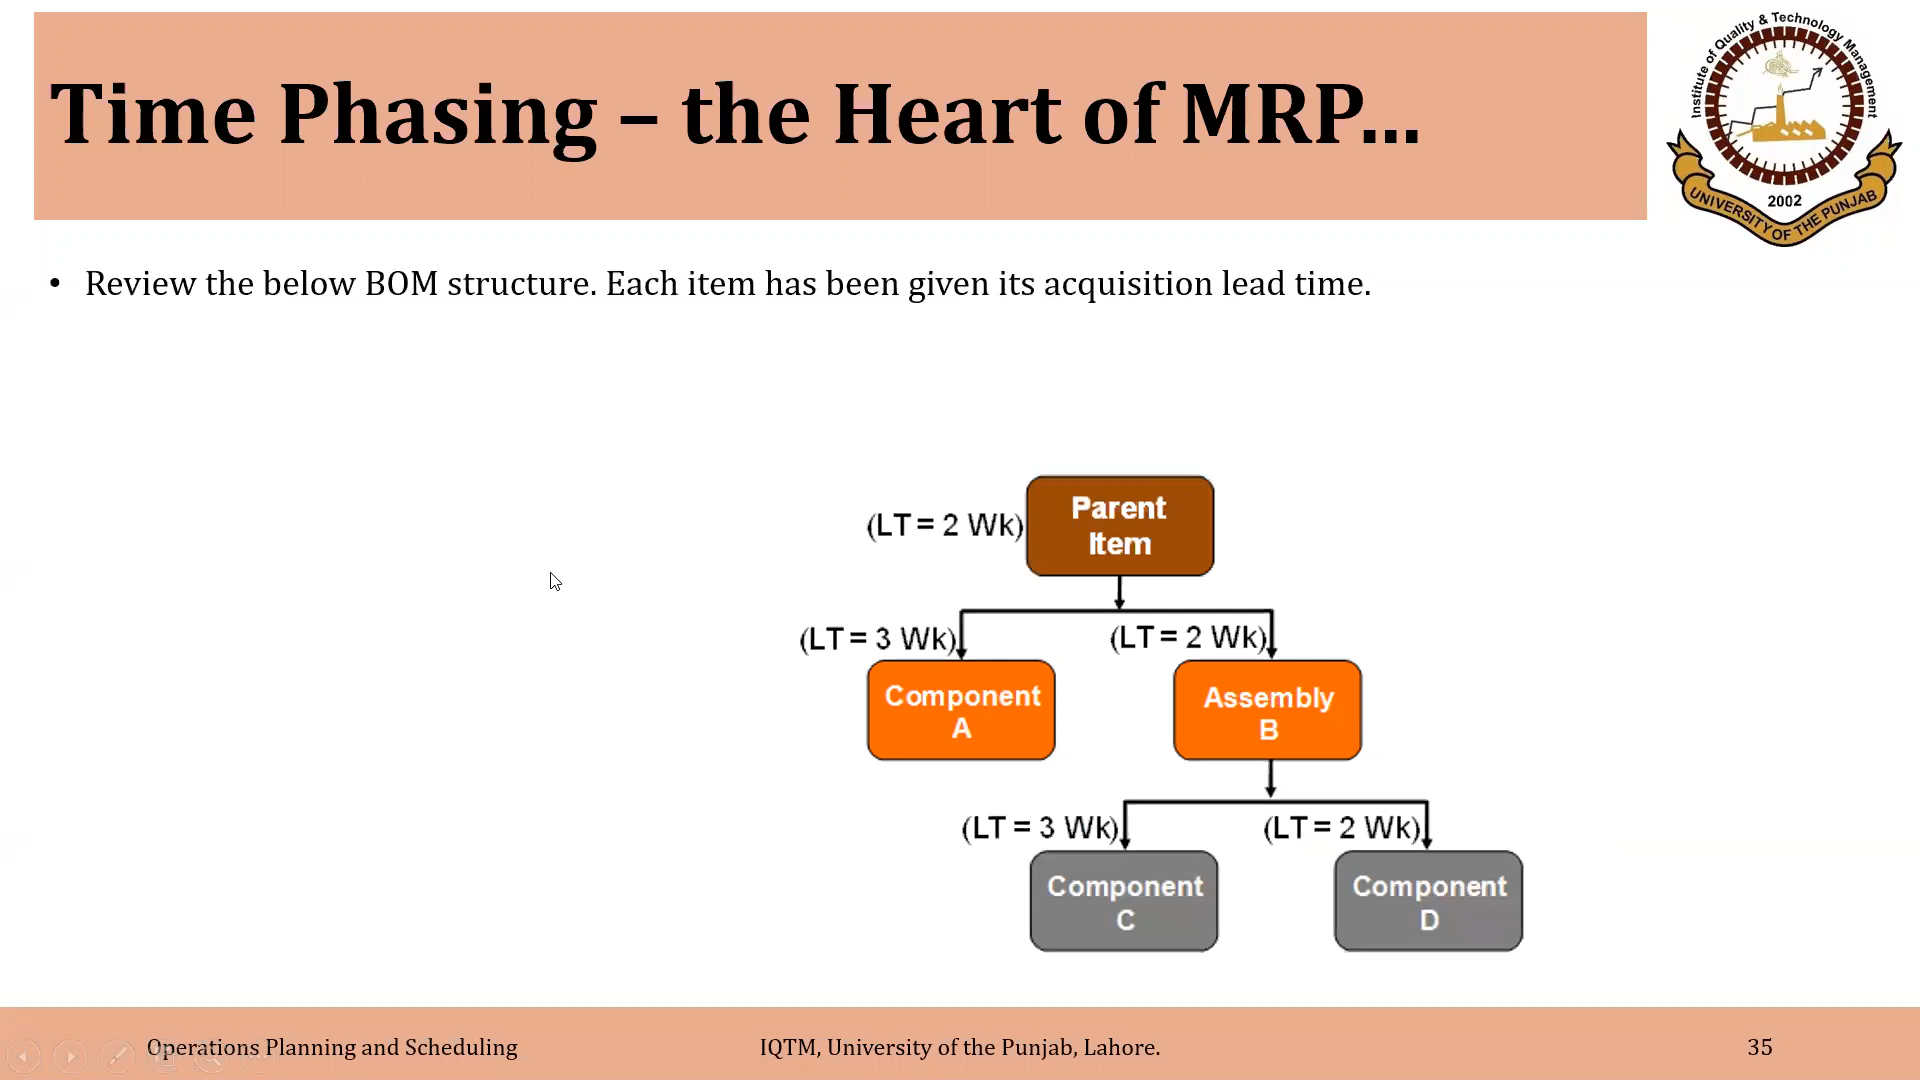 Time Phasing – the Heart of MRP...
Institute of Quality & Technology Management
2002
UNIVERSITY OF THE PUNJAB
• Review the below BOM structure. Each item has been given its acquisition lead time.
(LT = 2 Wk)
Parent
Item
(LT = 3 Wk)
(LT = 2 Wk)
Component
A
Assembly
B
(LT = 3 Wk)
(LT = 2 Wk)
Component
C
Component
D
Operations Planning and Scheduling
IQTM, University of the Punjab, Lahore.
35